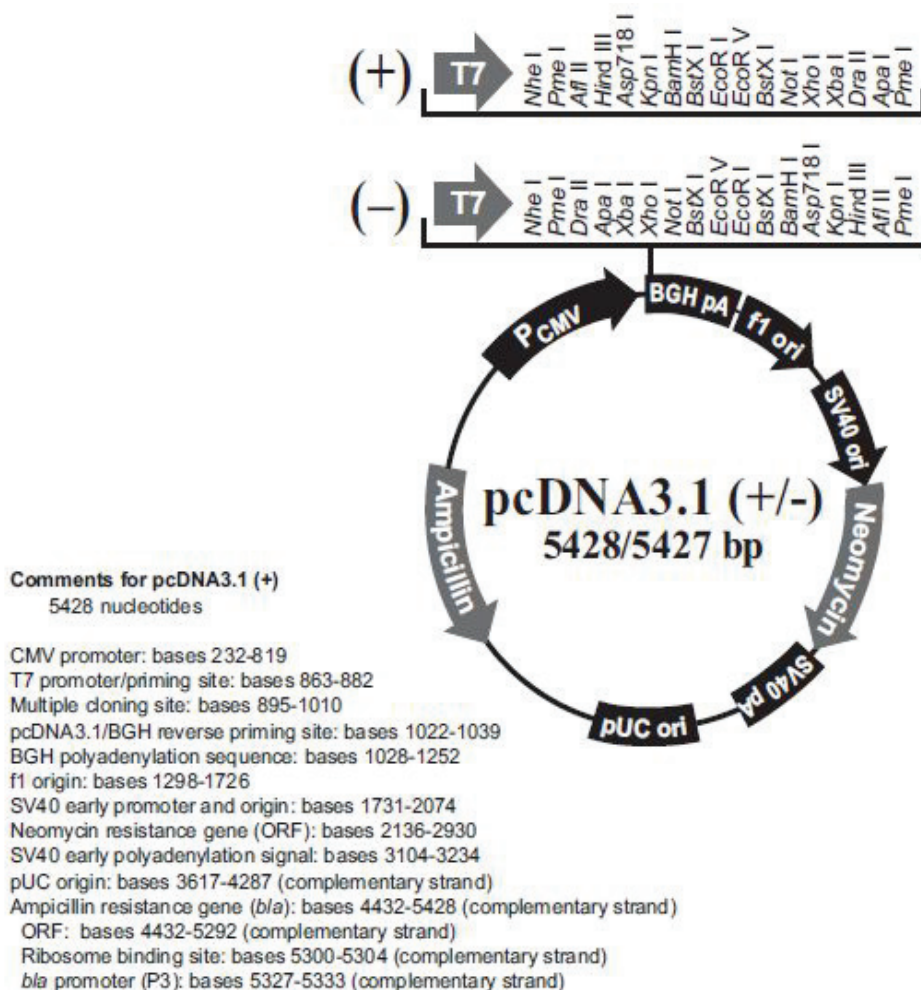 (+) T7 Nhe I Pme I Afl II Hind III Asp718 I Kpn I BamH I BstX I EcoR I EcoR V BstX I Not I Xho I Xba I Dra II Apa I Pme I
(–) T7 Nhe I Pme I Dra II Apa I Xba I Xho I Not I BstX I EcoR V EcoR I BstX I BamH I Asp718 I Kpn I Hind III Afl II Pme I
PCMV
BGH pA
f1 ori
SV40 ori
Neomycin
SV40 pA
pUC ori
Ampicillin
pcDNA3.1 (+/-)
5428/5427 bp
Comments for pcDNA3.1 (+)
5428 nucleotides
CMV promoter: bases 232-819
T7 promoter/priming site: bases 863-882
Multiple cloning site: bases 895-1010
pcDNA3.1/BGH reverse priming site: bases 1022-1039
BGH polyadenylation sequence: bases 1028-1252
f1 origin: bases 1298-1726
SV40 early promoter and origin: bases 1731-2074
Neomycin resistance gene (ORF): bases 2136-2930
SV40 early polyadenylation signal: bases 3104-3234
pUC origin: bases 3617-4287 (complementary strand)
Ampicillin resistance gene (bla): bases 4432-5428 (complementary strand)
ORF: bases 4432-5292 (complementary strand)
Ribosome binding site: bases 5300-5304 (complementary strand)
bla promoter (P3): bases 5327-5333 (complementary strand)